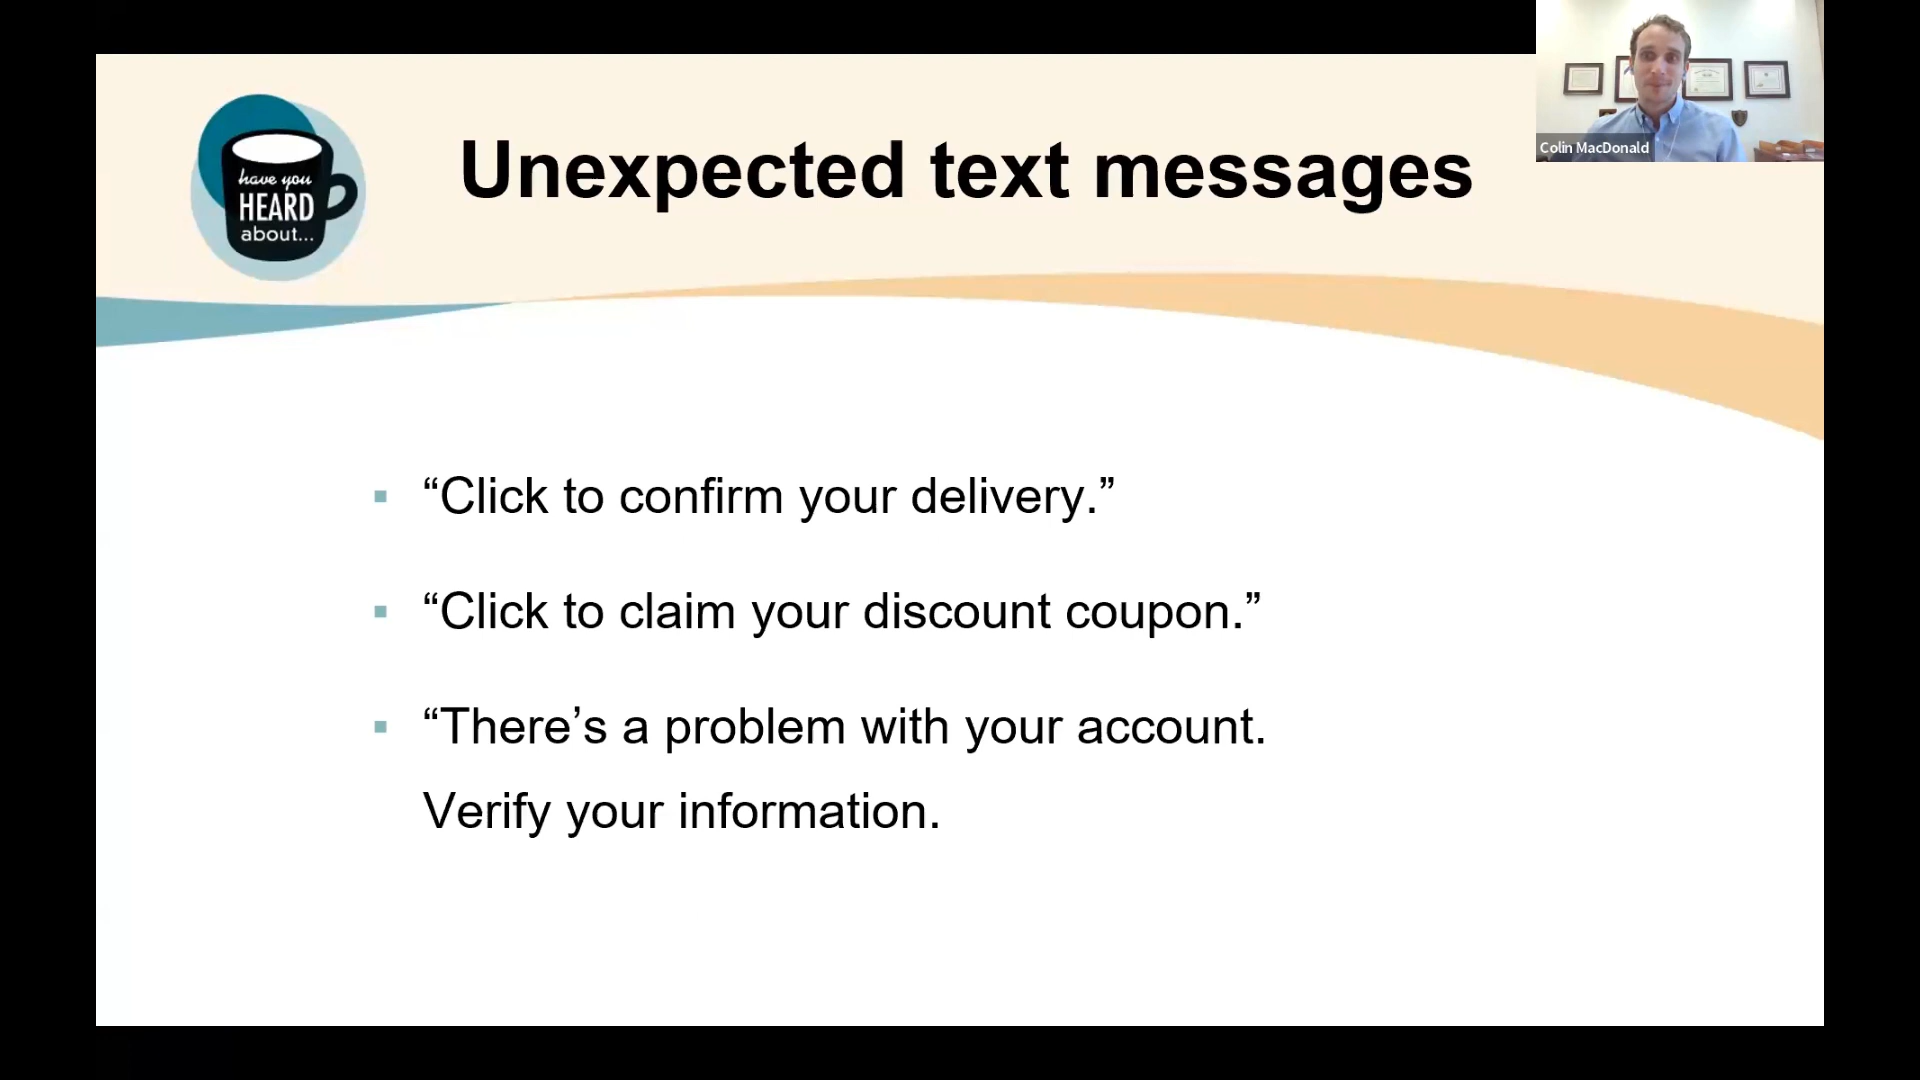 have you
HEARD
about...
Unexpected text messages
Colin MacDonald
“Click to confirm your delivery.”
“Click to claim your discount coupon.”
“There’s a problem with your account.
Verify your information.